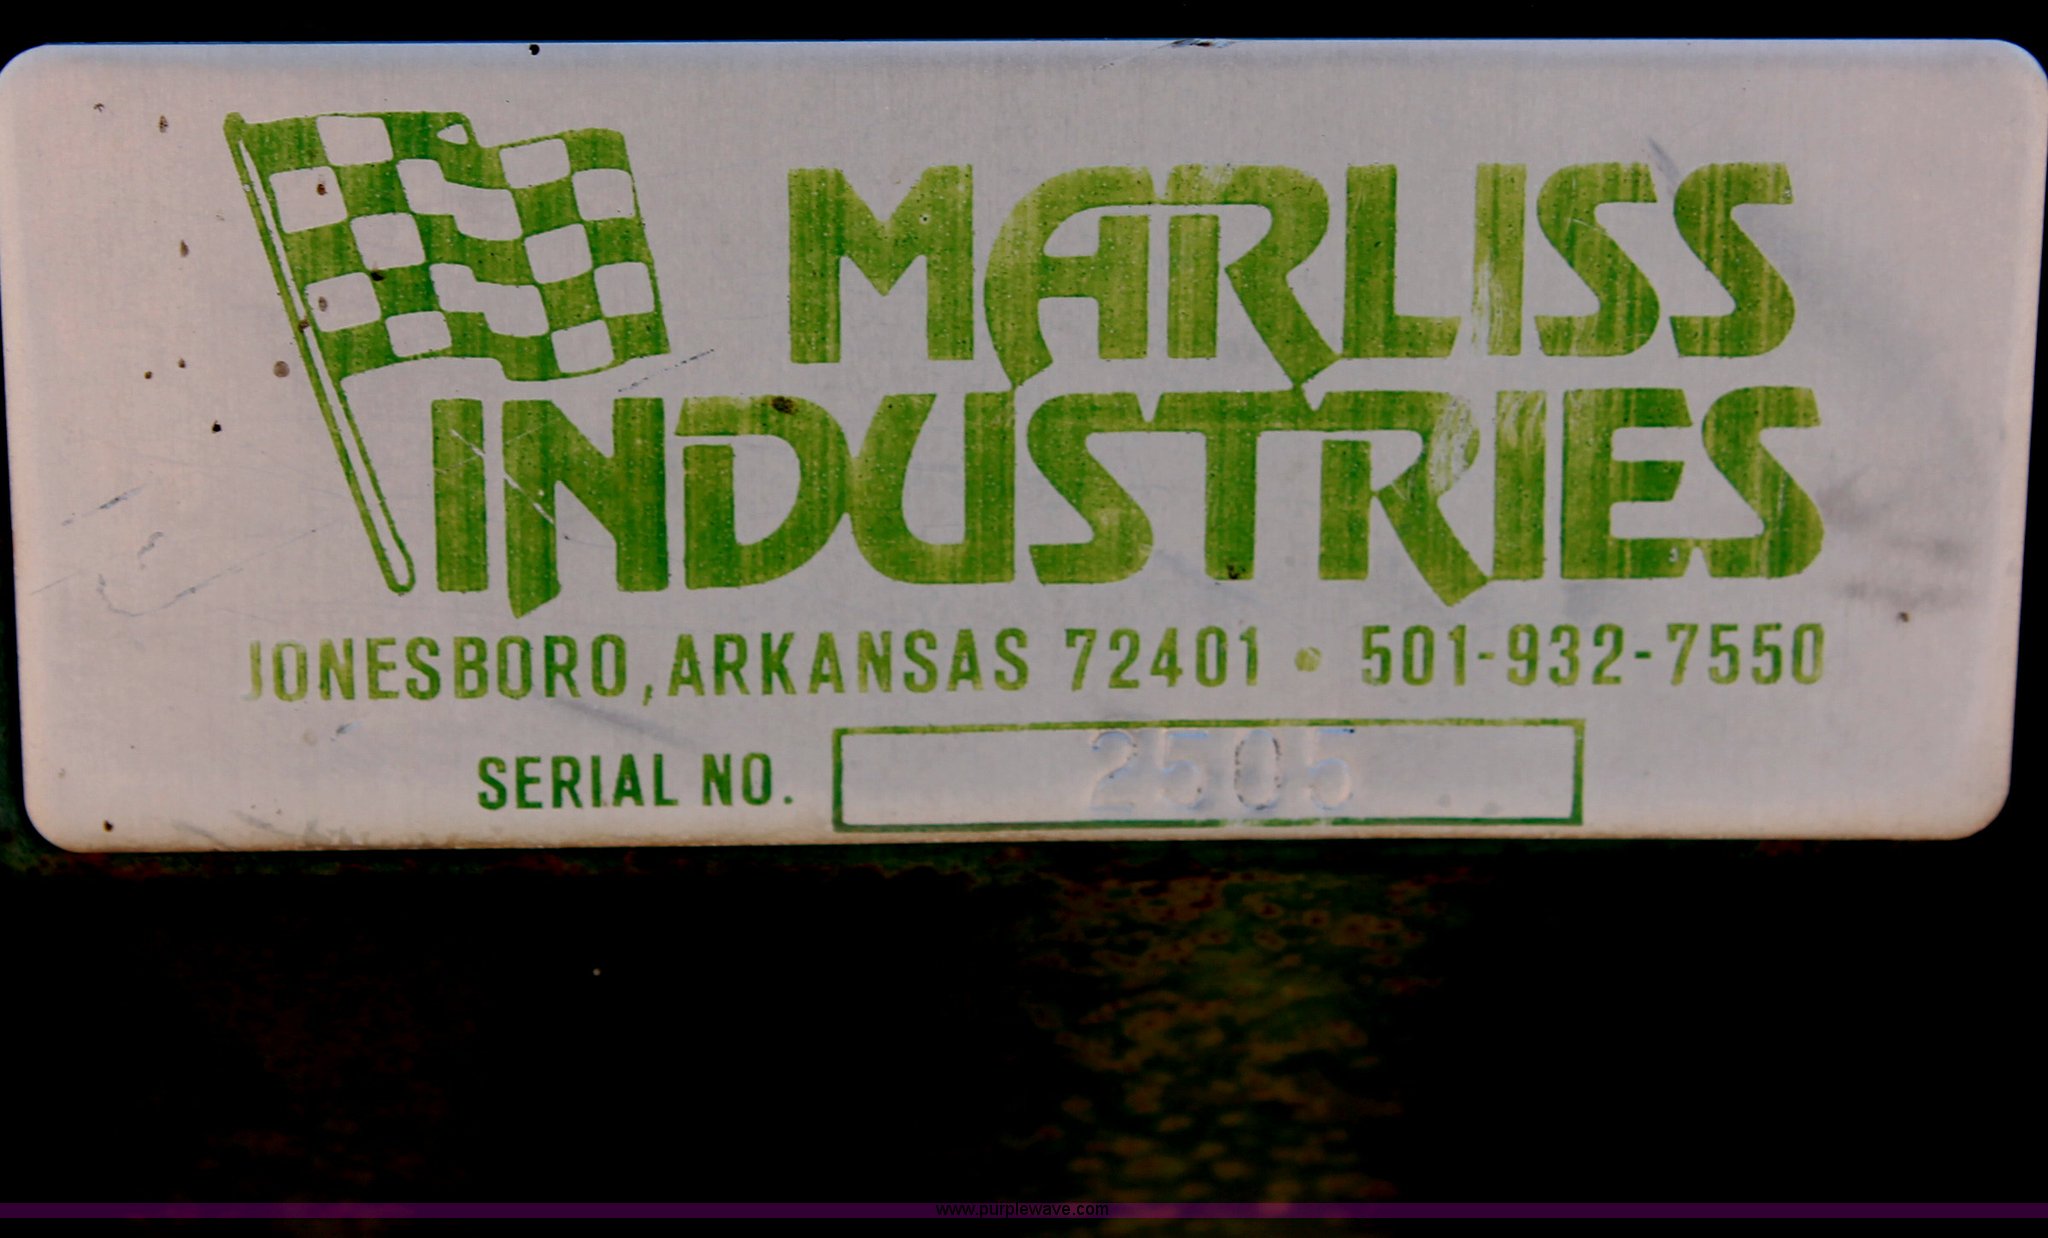 MARLISS
INDUSTRIES
JONESBORO, ARKANSAS 72401 • 501-932-7550
SERIAL NO. 2505
www.purplewave.com